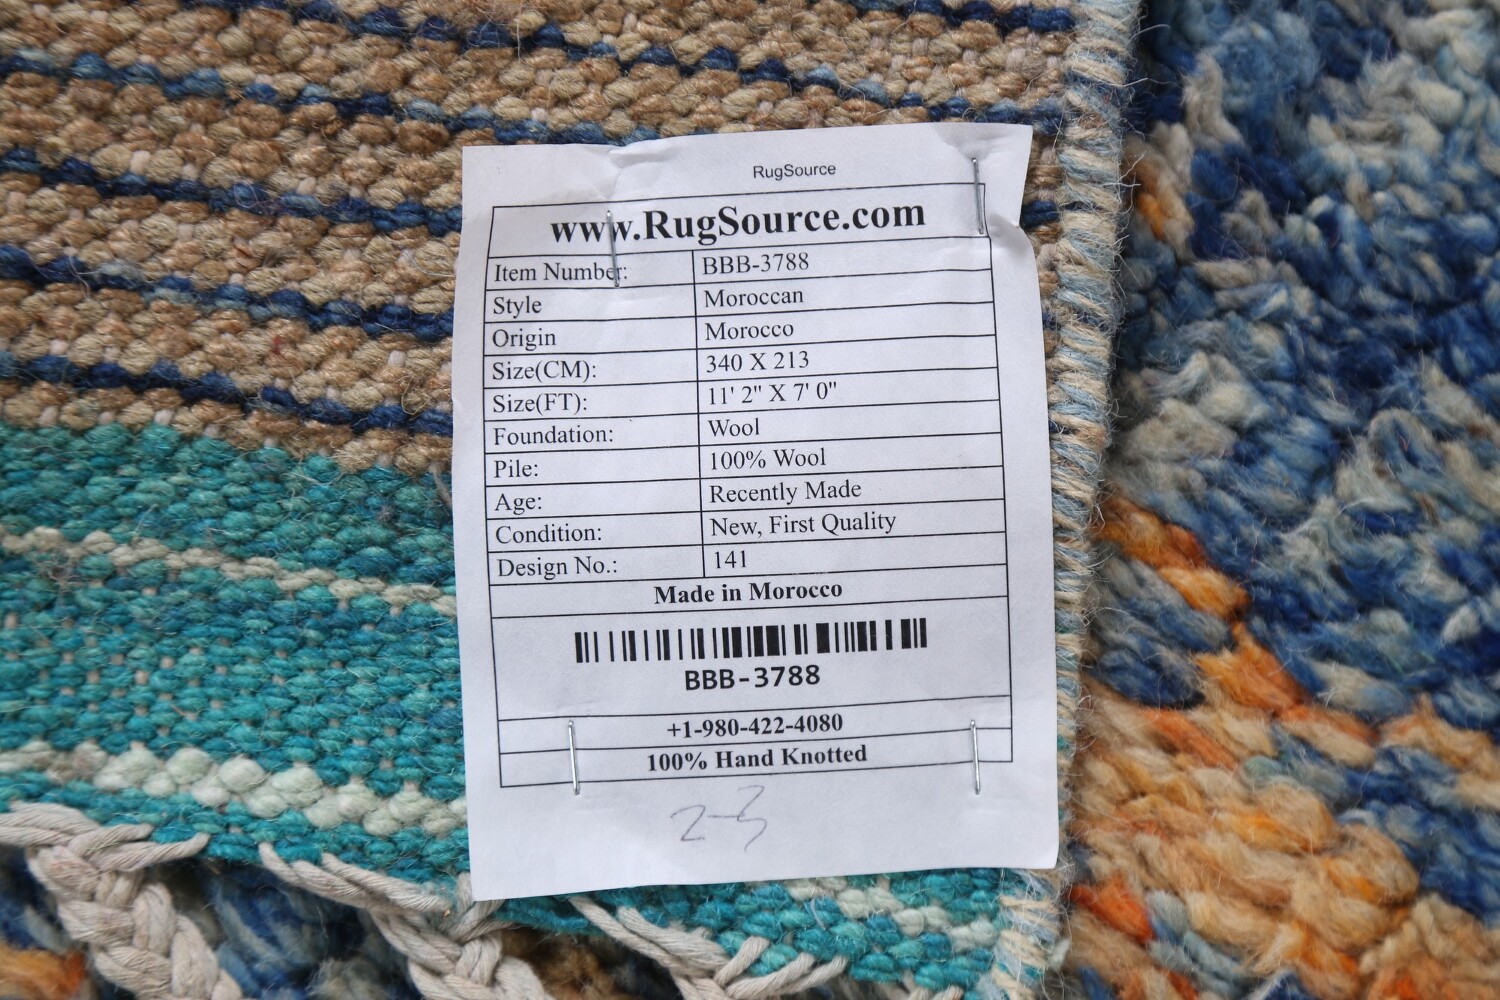 RugSource
www.RugSource.com
Item Number: BBB-3788
Style Moroccan
Origin Morocco
Size(CM): 340 X 213
Size(FT): 11' 2" X 7' 0"
Foundation: Wool
Pile: 100% Wool
Age: Recently Made
Condition: New, First Quality
Design No.: 141
Made in Morocco
BBB-3788
+1-980-422-4080
100% Hand Knotted
2-3